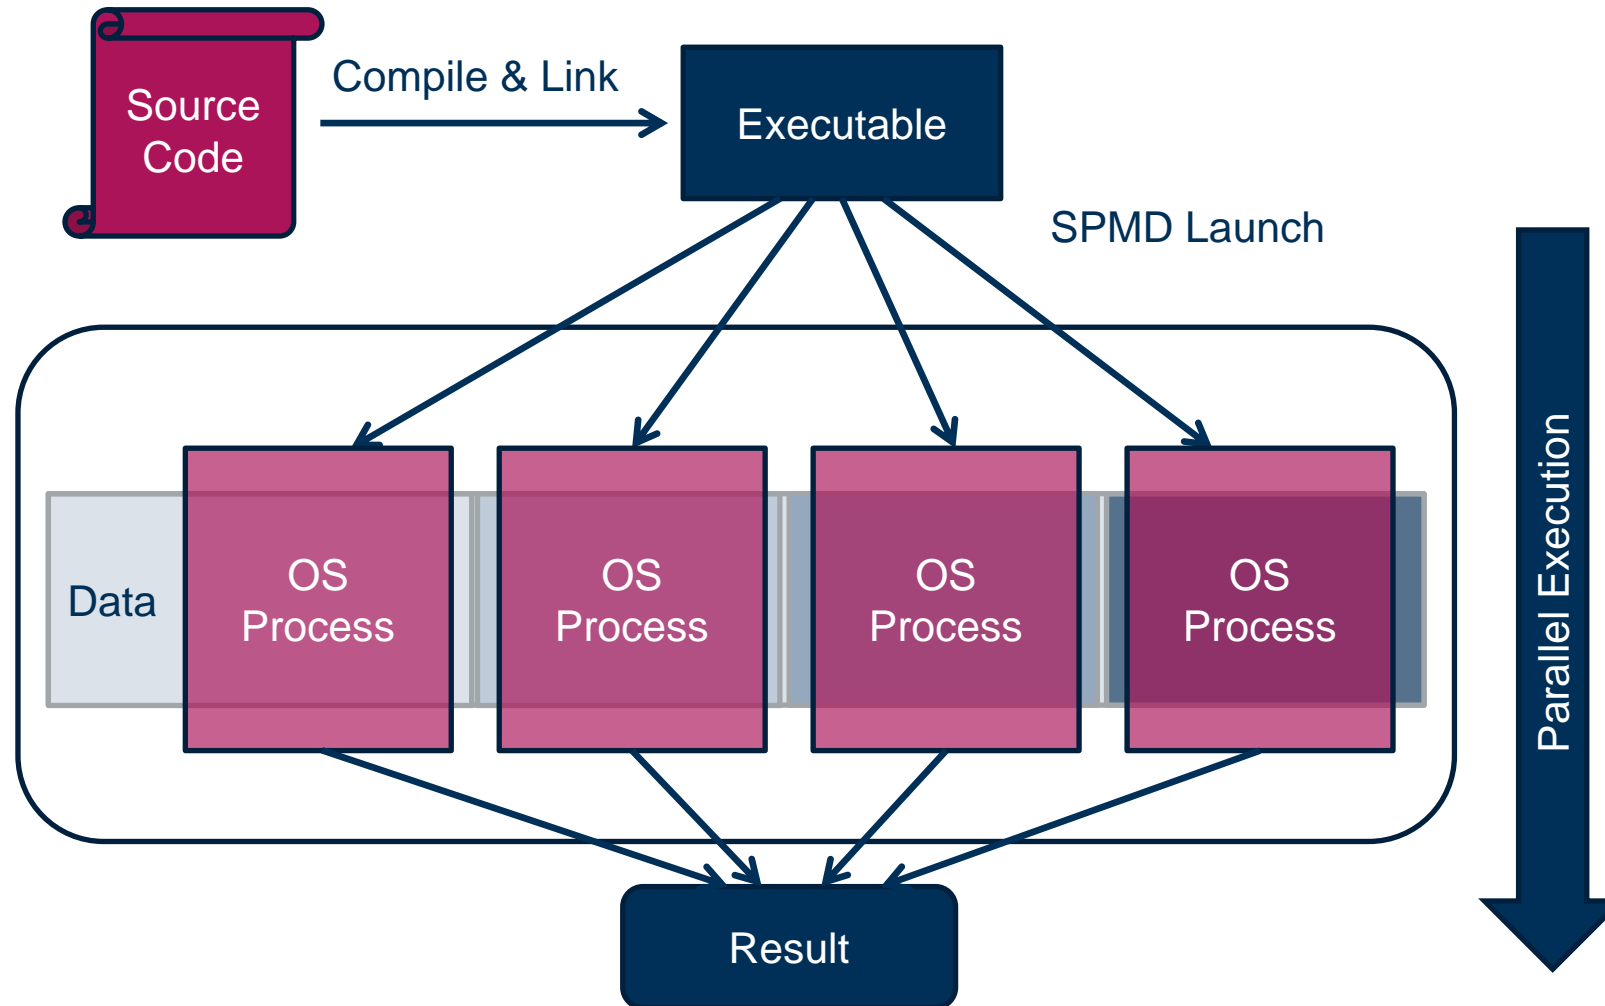 Source
Code
Compile & Link
Executable
SPMD Launch
Data
OS
Process
OS
Process
OS
Process
OS
Process
Parallel Execution
Result